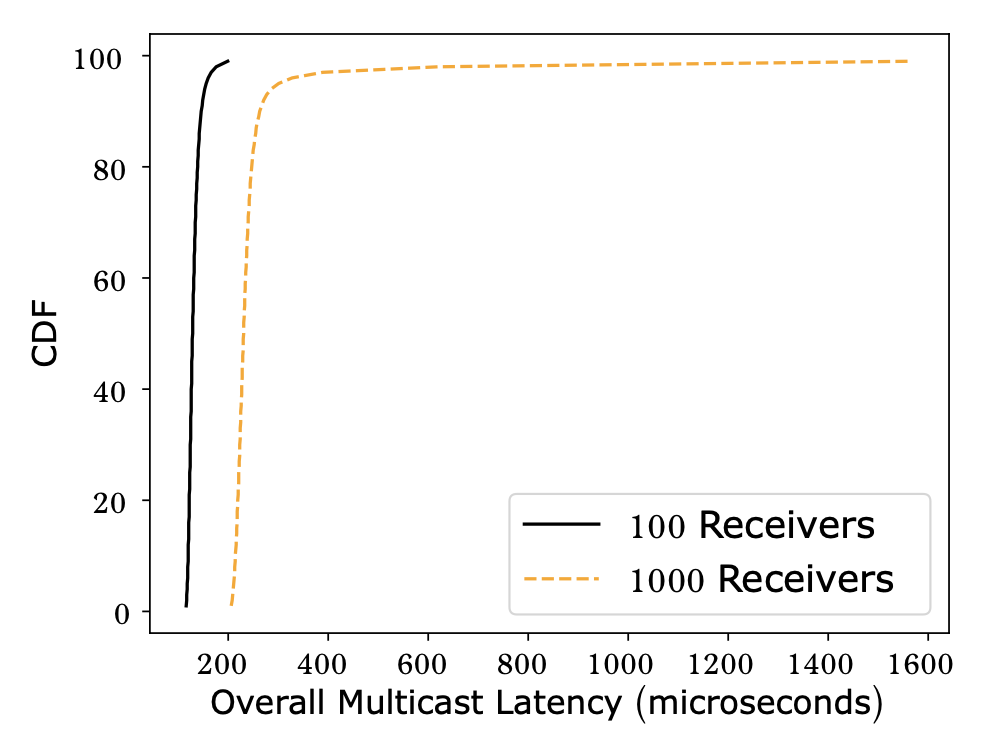 100
80
60
40
20
0
CDF
200 400 600 800 1000 1200 1400 1600
Overall Multicast Latency (microseconds)
100 Receivers
1000 Receivers